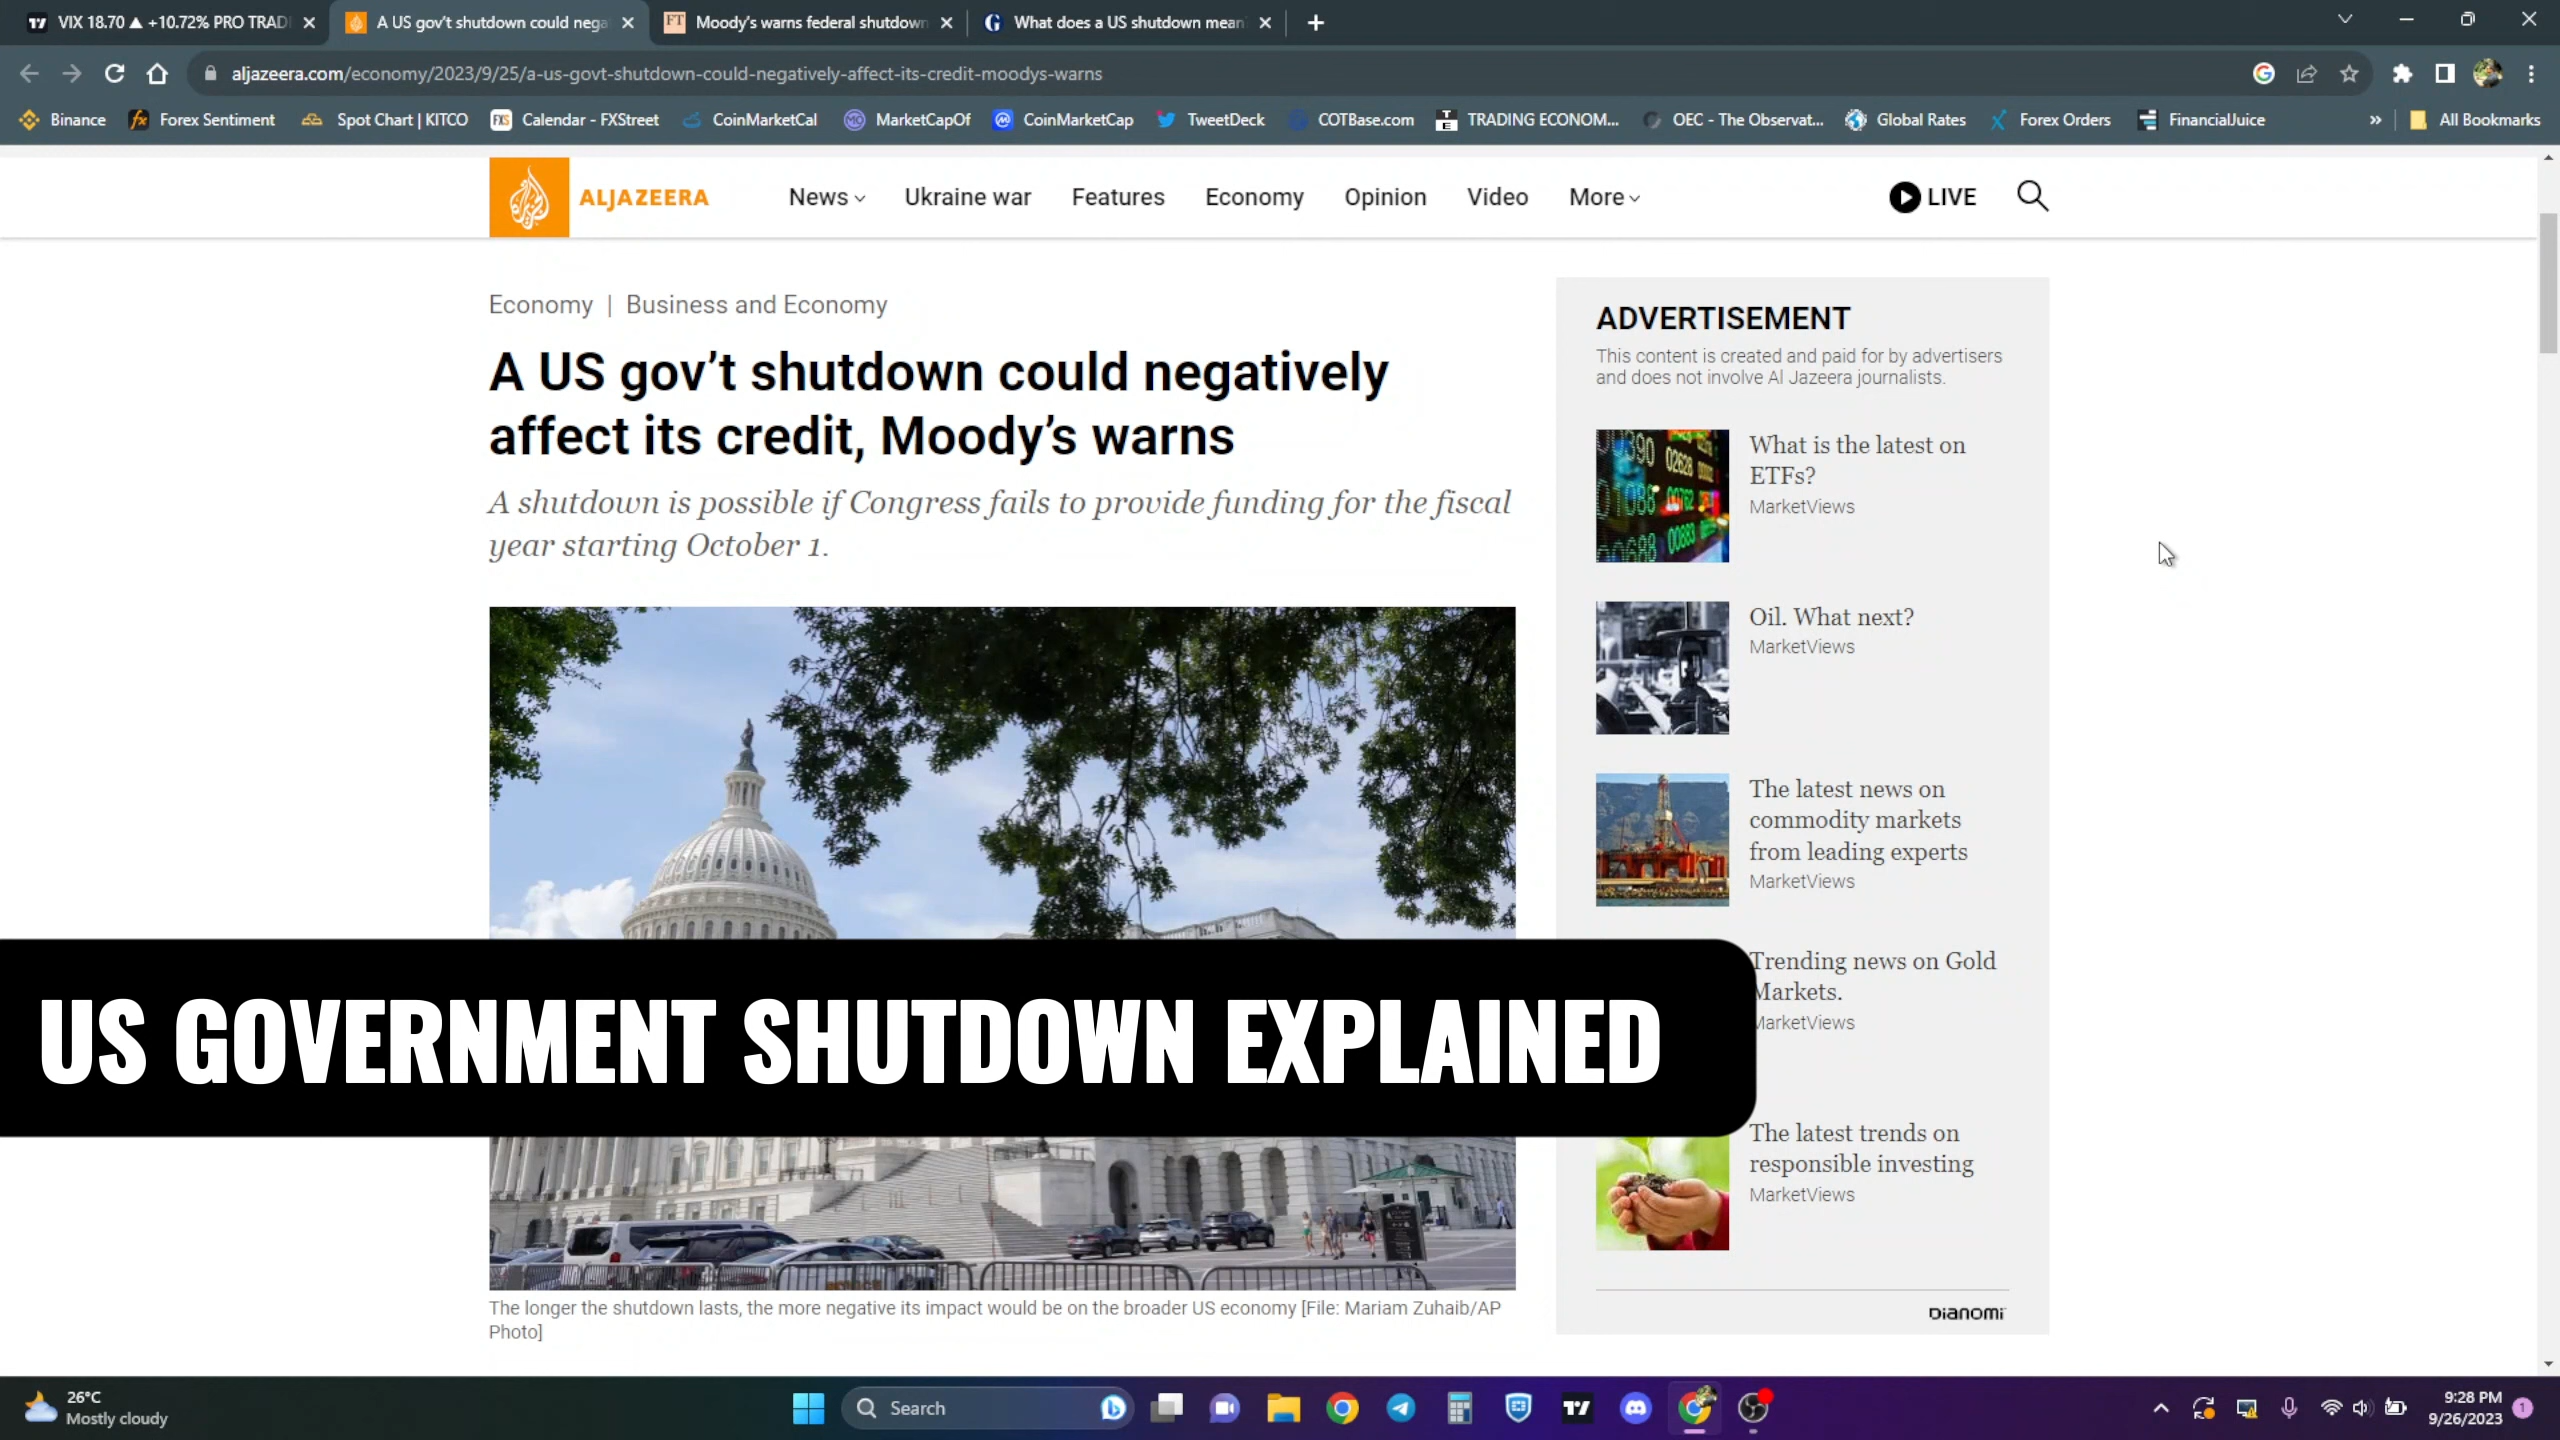 VIX 18.70 ▲ +10.72% PRO TRADI
A US gov't shutdown could nega
FT
Moody's warns federal shutdown
G
What does a US shutdown mean
aljazeera.com/economy/2023/9/25/a-us-govt-shutdown-could-negatively-affect-its-credit-moodys-warns
Binance
Forex Sentiment
Spot Chart | KITCO
FXS
Calendar - FXStreet
CoinMarketCal
MarketCapOf
CoinMarketCap
TweetDeck
COTBase.com
TRADING ECONOM...
OEC - The Observat...
Global Rates
Forex Orders
FinancialJuice
»
All Bookmarks
ALJAZEERA
News
Ukraine war
Features
Economy
Opinion
Video
More
LIVE
Economy | Business and Economy
A US gov't shutdown could negatively
affect its credit, Moody's warns
A shutdown is possible if Congress fails to provide funding for the fiscal
year starting October 1.
The longer the shutdown lasts, the more negative its impact would be on the broader US economy [File: Mariam Zuhaib/AP
Photo]
ADVERTISEMENT
This content is created and paid for by advertisers
and does not involve Al Jazeera journalists.
What is the latest on
ETFs?
MarketViews
Oil. What next?
MarketViews
The latest news on
commodity markets
from leading experts
MarketViews
Trending news on Gold
Markets.
MarketViews
The latest trends on
responsible investing
MarketViews
DIANOMI
US GOVERNMENT SHUTDOWN EXPLAINED
26°C
Mostly cloudy
Search
9:28 PM
9/26/2023
1